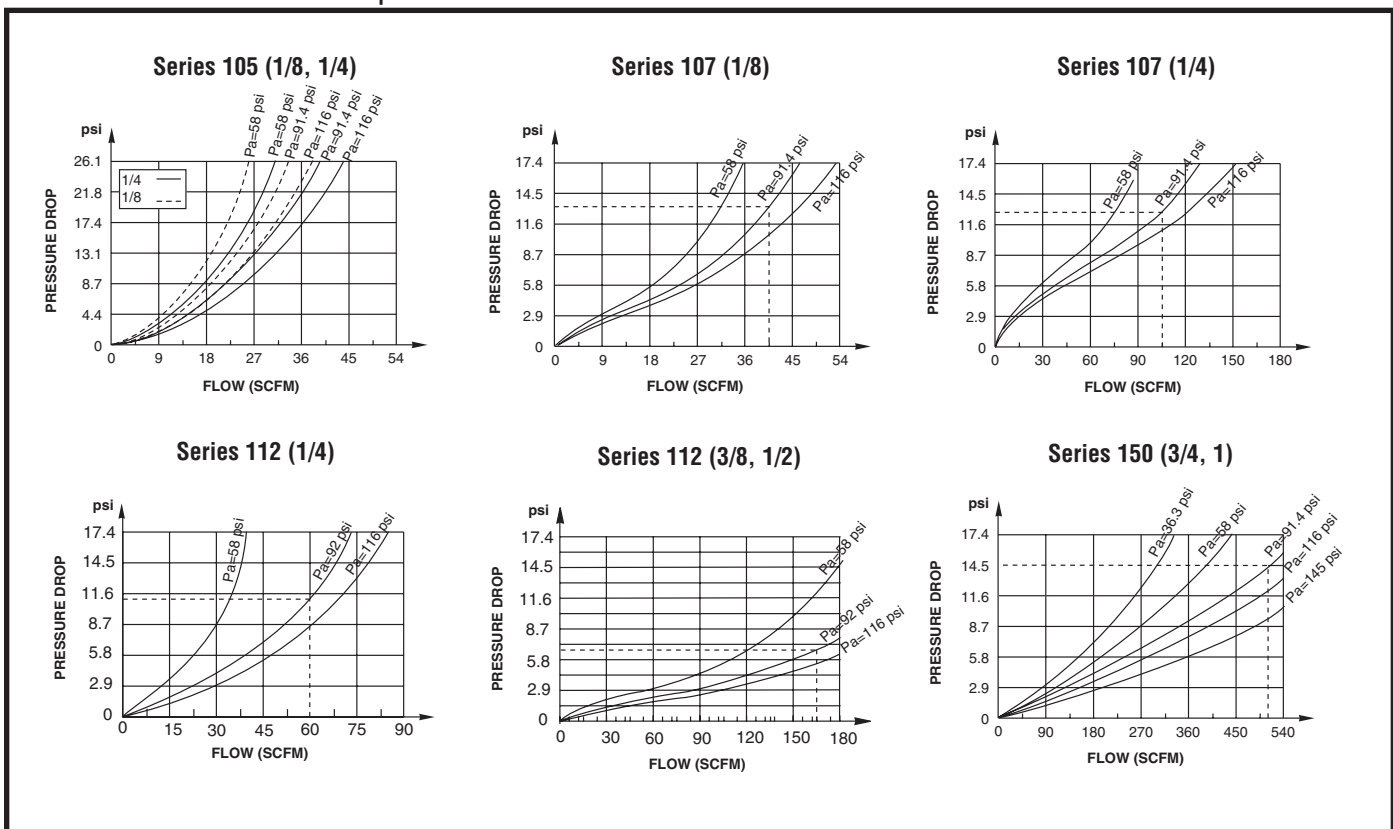 Series 105 (1/8, 1/4)
psi
Pa=58 psi
Pa=58 psi
Pa=91.4 psi
Pa=116 psi
Pa=91.4 psi
Pa=116 psi
26.1
21.8
17.4
13.1
8.7
4.4
0
1/4
1/8
PRESSURE DROP
0 9 18 27 36 45 54
FLOW (SCFM)
Series 107 (1/8)
psi
Pa=58 psi
Pa=91.4 psi
Pa=116 psi
17.4
14.5
11.6
8.7
5.8
2.9
0
PRESSURE DROP
0 9 18 27 36 45 54
FLOW (SCFM)
Series 107 (1/4)
psi
Pa=58 psi
Pa=91.4 psi
Pa=116 psi
17.4
14.5
11.6
8.7
5.8
2.9
0
PRESSURE DROP
0 30 60 90 120 150 180
FLOW (SCFM)
Series 112 (1/4)
psi
Pa=58 psi
Pa=92 psi
Pa=116 psi
17.4
14.5
11.6
8.7
5.8
2.9
0
PRESSURE DROP
0 15 30 45 60 75 90
FLOW (SCFM)
Series 112 (3/8, 1/2)
psi
Pa=58 psi
Pa=92 psi
Pa=116 psi
17.4
14.5
11.6
8.7
5.8
2.9
0
PRESSURE DROP
0 30 60 90 120 150 180
FLOW (SCFM)
Series 150 (3/4, 1)
psi
Pa=36.3 psi
Pa=58 psi
Pa=91.4 psi
Pa=116 psi
Pa=145 psi
17.4
14.5
11.6
8.7
5.8
2.9
0
PRESSURE DROP
0 90 180 270 360 450 540
FLOW (SCFM)